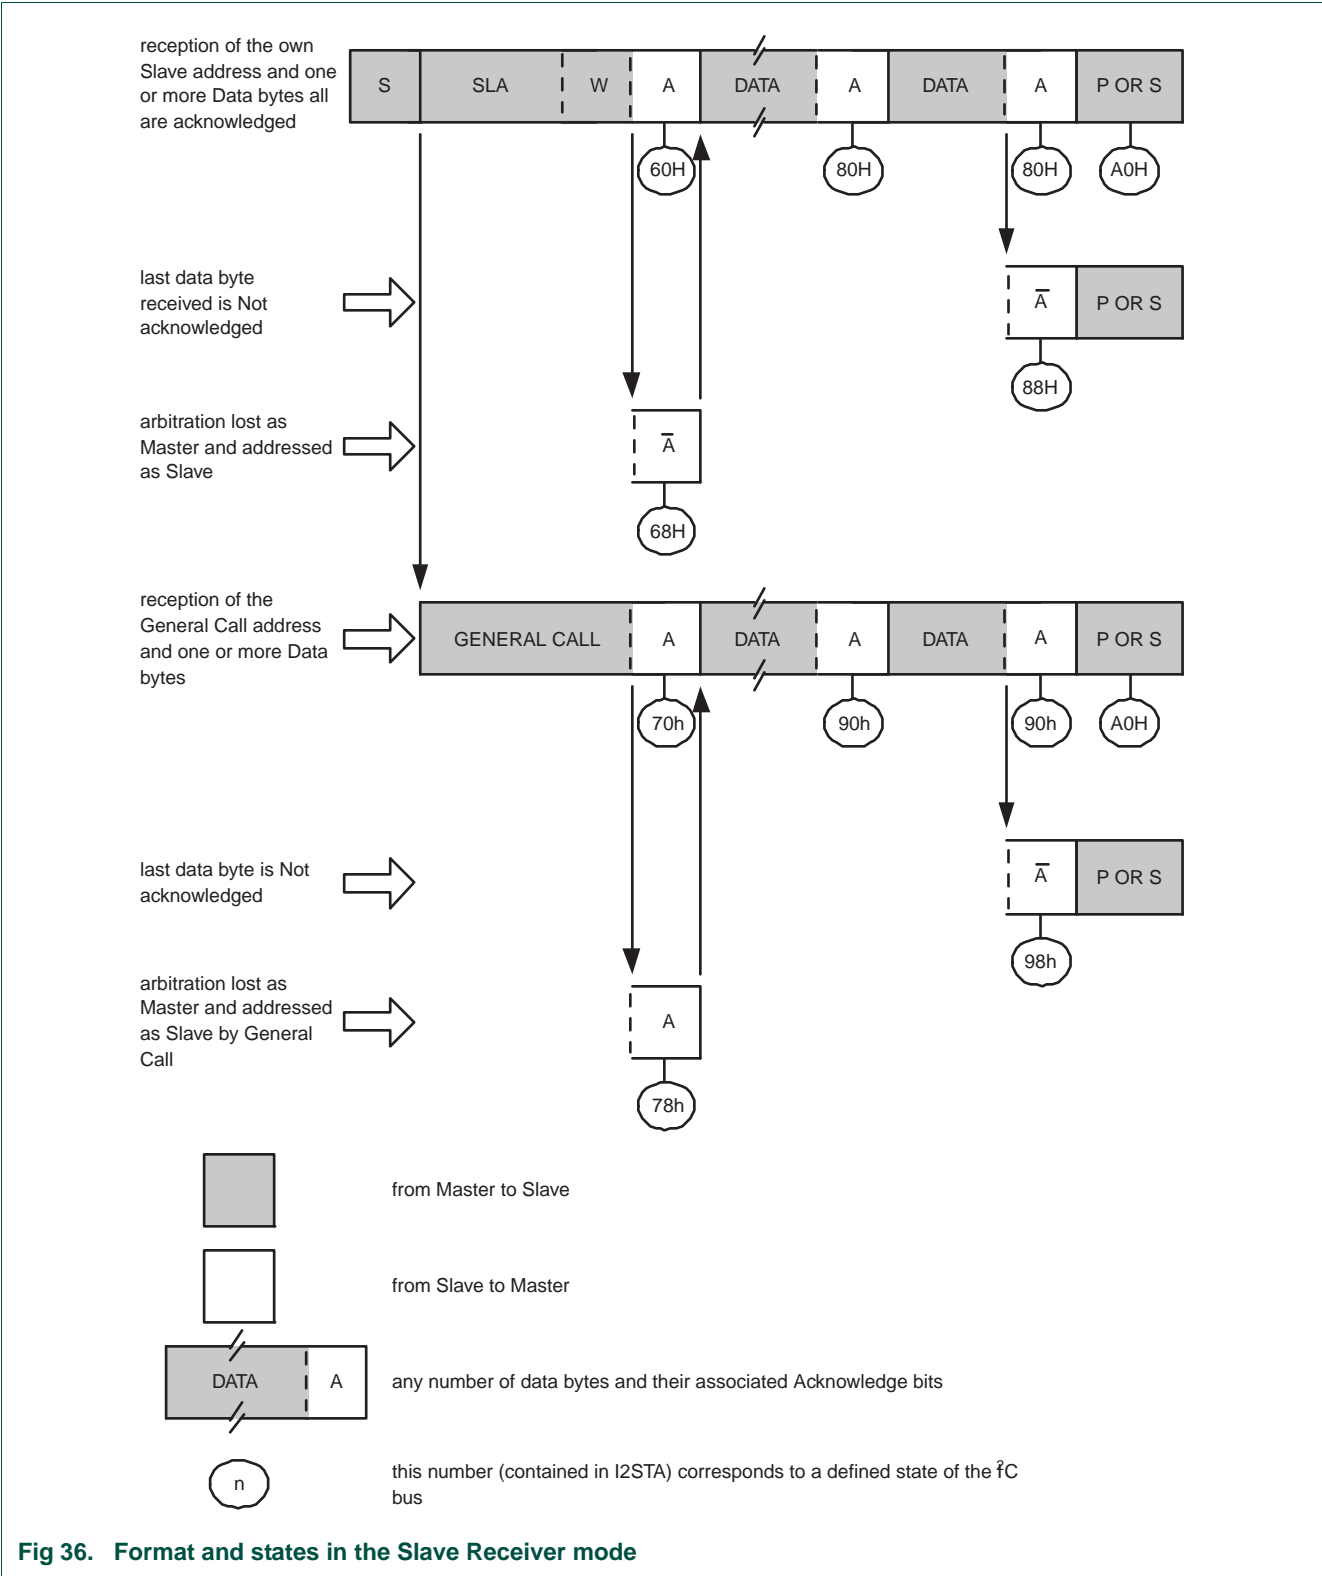 reception of the own
Slave address and one
or more Data bytes all
are acknowledged
S SLA W A DATA A DATA A P OR S
60H 80H 80H A0H
last data byte
received is Not
acknowledged
A̅ P OR S
88H
arbitration lost as
Master and addressed
as Slave
A̅
68H
reception of the
General Call address
and one or more Data
bytes
GENERAL CALL A DATA A DATA A P OR S
70h 90h 90h A0H
last data byte is Not
acknowledged
A̅ P OR S
98h
arbitration lost as
Master and addressed
as Slave by General
Call
A
78h
from Master to Slave
from Slave to Master
DATA A any number of data bytes and their associated Acknowledge bits
n this number (contained in I2STA) corresponds to a defined state of the I²C
bus
Fig 36. Format and states in the Slave Receiver mode